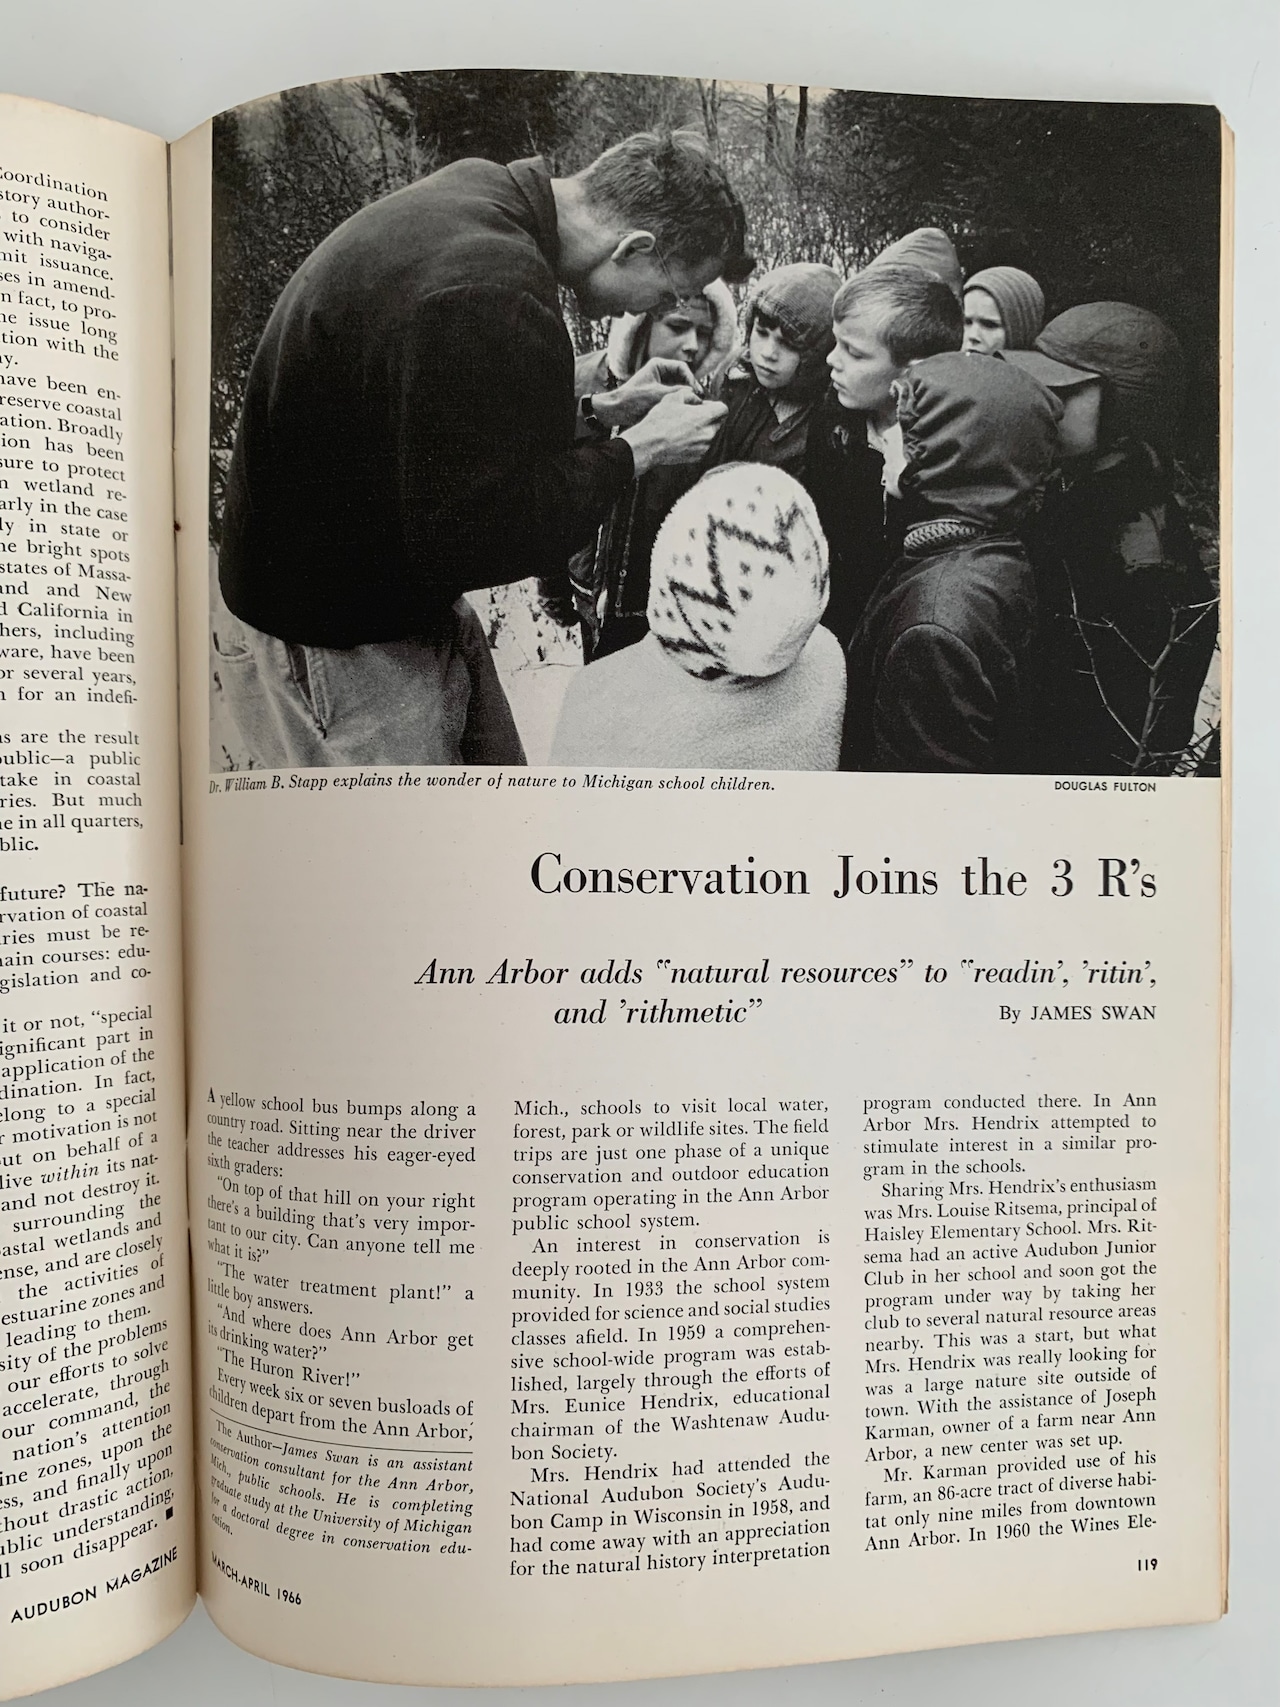 Coordination
story author-
to consider
with naviga-
mit issuance.
ses in amend-
n fact, to pro-
ne issue long
tion with the
ay.
have been en-
reserve coastal
ation. Broadly
ion has been
sure to protect
n wetland re-
arly in the case
ly in state or
he bright spots
states of Massa-
and and New
d California in
hers, including
ware, have been
or several years,
n for an indefi-
ns are the result
public—a public
take in coastal
ries. But much
ne in all quarters,
blic.
future? The na-
rvation of coastal
ries must be re-
nain courses: edu-
gislation and co-
it or not, “special
ignificant part in
application of the
dination. In fact,
elong to a special
r motivation is not
out on behalf of a
live within its nat-
and not destroy it.
surrounding the
astal wetlands and
ense, and are closely
the activities of
estuarine zones and
leading to them.
sity of the problems
our efforts to solve
accelerate, through
our command, the
nation's attention
ine zones, upon the
ess, and finally upon
thout drastic action,
ublic understanding,
ll soon disappear. ■
AUDUBON MAGAZINE
Dr. William B. Stapp explains the wonder of nature to Michigan school children.
DOUGLAS FULTON
Conservation Joins the 3 R's
Ann Arbor adds "natural resources" to "readin', 'ritin',
and 'rithmetic"
By JAMES SWAN
A yellow school bus bumps along a
country road. Sitting near the driver
the teacher addresses his eager-eyed
sixth graders:
"On top of that hill on your right
there's a building that's very impor-
tant to our city. Can anyone tell me
what it is?"
"The water treatment plant!" a
little boy answers.
"And where does Ann Arbor get
its drinking water?"
"The Huron River!"
Every week six or seven busloads of
children depart from the Ann Arbor,
The Author—James Swan is an assistant
conservation consultant for the Ann Arbor,
Mich., public schools. He is completing
graduate study at the University of Michigan
for a doctoral degree in conservation edu-
cation.
MARCH-APRIL 1966
Mich., schools to visit local water,
forest, park or wildlife sites. The field
trips are just one phase of a unique
conservation and outdoor education
program operating in the Ann Arbor
public school system.
An interest in conservation is
deeply rooted in the Ann Arbor com-
munity. In 1933 the school system
provided for science and social studies
classes afield. In 1959 a comprehen-
sive school-wide program was estab-
lished, largely through the efforts of
Mrs. Eunice Hendrix, educational
chairman of the Washtenaw Audu-
bon Society.
Mrs. Hendrix had attended the
National Audubon Society's Audu-
bon Camp in Wisconsin in 1958, and
had come away with an appreciation
for the natural history interpretation
program conducted there. In Ann
Arbor Mrs. Hendrix attempted to
stimulate interest in a similar pro-
gram in the schools.
Sharing Mrs. Hendrix's enthusiasm
was Mrs. Louise Ritsema, principal of
Haisley Elementary School. Mrs. Rit-
sema had an active Audubon Junior
Club in her school and soon got the
program under way by taking her
club to several natural resource areas
nearby. This was a start, but what
Mrs. Hendrix was really looking for
was a large nature site outside of
town. With the assistance of Joseph
Karman, owner of a farm near Ann
Arbor, a new center was set up.
Mr. Karman provided use of his
farm, an 86-acre tract of diverse habi-
tat only nine miles from downtown
Ann Arbor. In 1960 the Wines Ele-
119